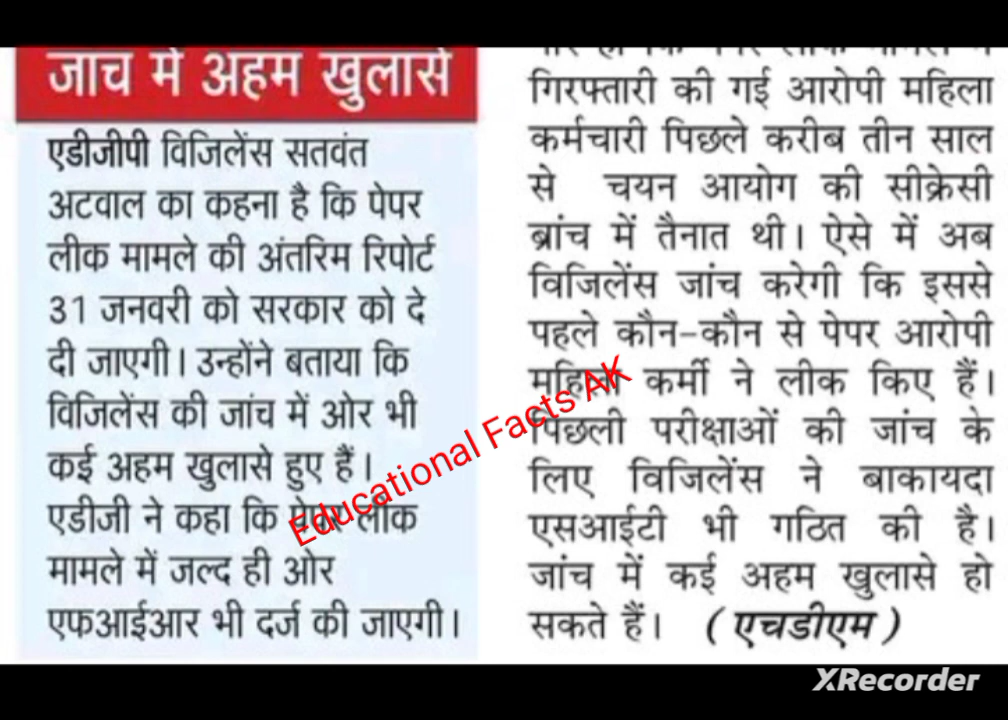 जांच में अहम खुलासे
एडीजीपी विजिलेंस सतवंत
अटवाल का कहना है कि पेपर
लीक मामले की अंतरिम रिपोर्ट
31 जनवरी को सरकार को दे
दी जाएगी। उन्होंने बताया कि
विजिलेंस की जांच में ओर भी
कई अहम खुलासे हुए हैं।
एडीजी ने कहा कि पेपर लीक
मामले में जल्द ही ओर
एफआईआर भी दर्ज की जाएगी।
गिरफ्तारी की गई आरोपी महिला
कर्मचारी पिछले करीब तीन साल
से चयन आयोग की सीक्रेसी
ब्रांच में तैनात थी। ऐसे में अब
विजिलेंस जांच करेगी कि इससे
पहले कौन-कौन से पेपर आरोपी
महिला कर्मी ने लीक किए हैं।
पिछली परीक्षाओं की जांच के
लिए विजिलेंस ने बाकायदा
एसआईटी भी गठित की है।
जांच में कई अहम खुलासे हो
सकते हैं। (एचडीएम)
Educational Facts AK
XRecorder